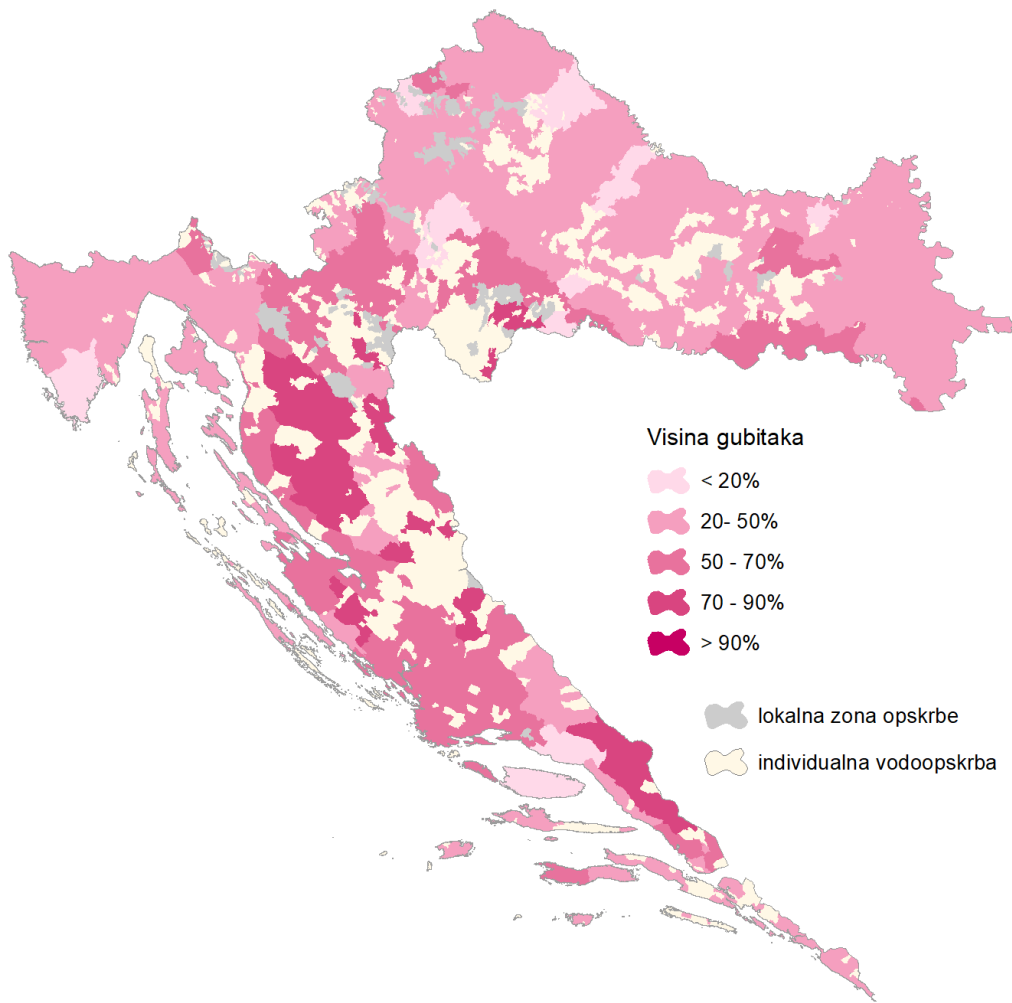 Visina gubitaka
< 20%
20- 50%
50 - 70%
70 - 90%
> 90%
lokalna zona opskrbe
individualna vodoopskrba